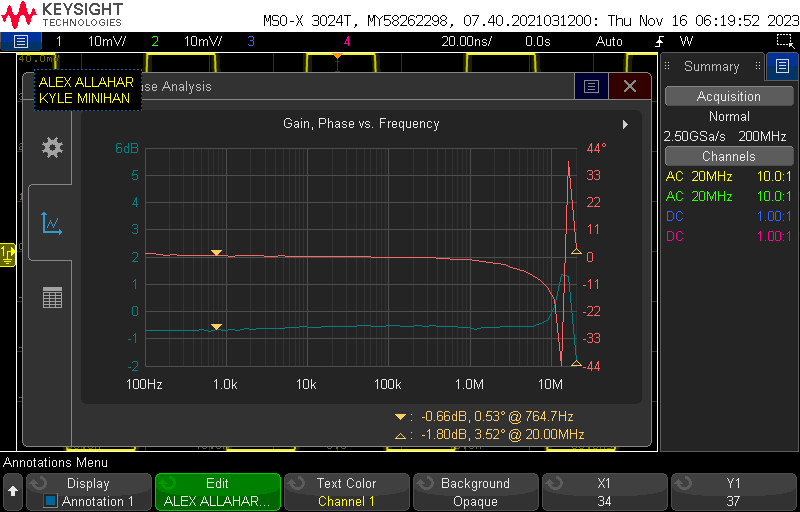 KEYSIGHT
TECHNOLOGIES
MSO-X 3024T, MY58262298, 07.40.2021031200: Thu Nov 16 06:19:52 2023
1 10mV/ 2 10mV/ 3 4 20.00ns/ 0.0s Auto W
40.0mV
ALEX ALLAHAR
KYLE MINIHAN
ase Analysis
Summary
Acquisition
Normal
2.50GSa/s 200MHz
Channels
AC 20MHz 10.0:1
AC 20MHz 10.0:1
DC 1.00:1
DC 1.00:1
Gain, Phase vs. Frequency
6dB 44°
5 33
4 22
3 11
2 0
1 -11
0 -22
-1 -33
-2 -44
100Hz 1.0k 10k 100k 1.0M 10M
: -0.66dB, 0.53° @ 764.7Hz
: -1.80dB, 3.52° @ 20.00MHz
Annotations Menu
Display
Annotation 1
Edit
ALEX ALLAHAR...
Text Color
Channel 1
Background
Opaque
X1
34
Y1
37